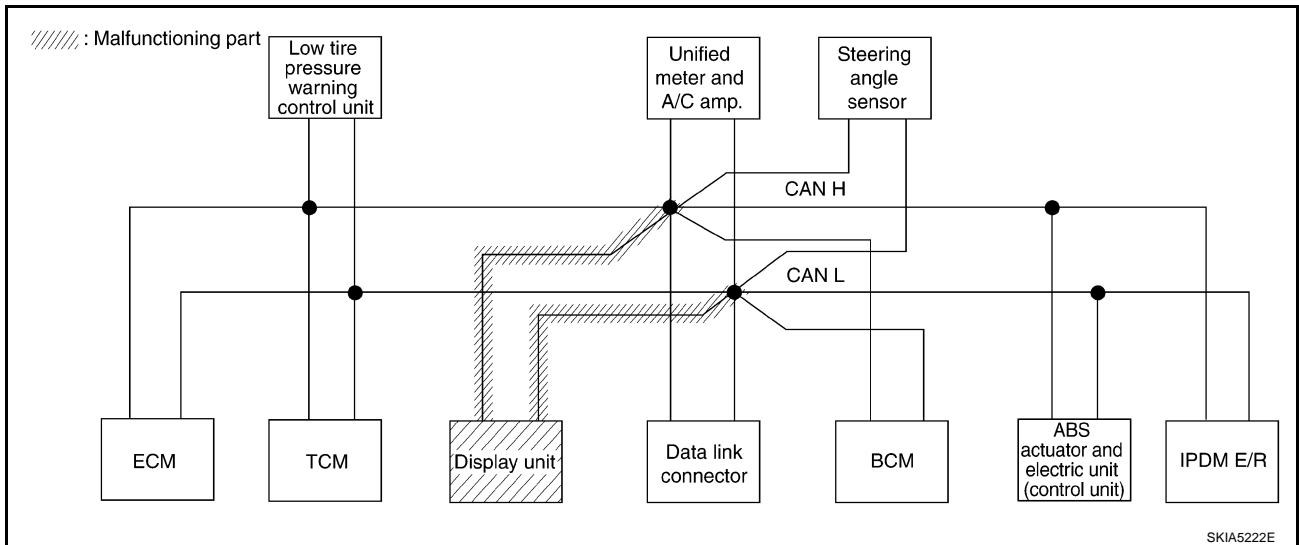 : Malfunctioning part
Low tire
pressure
warning
control unit
Unified
meter and
A/C amp.
Steering
angle
sensor
CAN H
CAN L
ECM
TCM
Display unit
Data link
connector
BCM
ABS
actuator and
electric unit
(control unit)
IPDM E/R
SKIA5222E